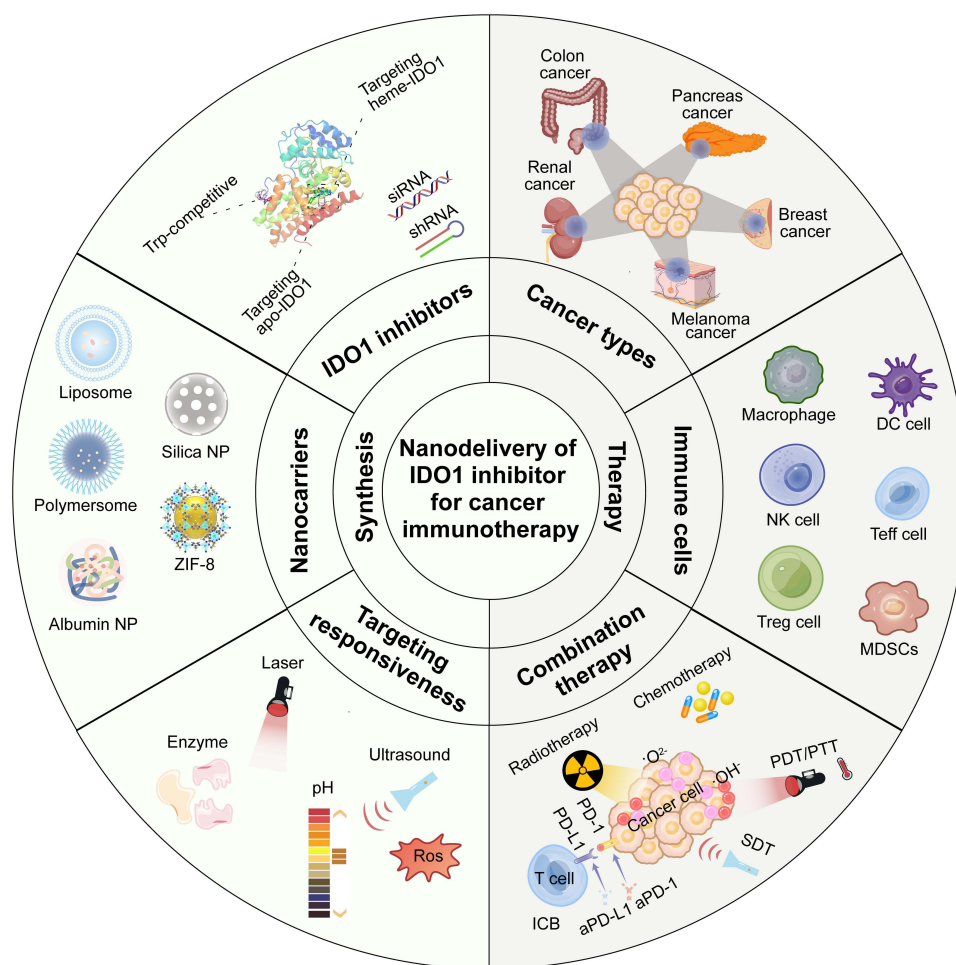 Nanodelivery of
IDO1 inhibitor
for cancer
immunotherapy
Synthesis
Therapy
IDO1 inhibitors
Cancer types
Nanocarriers
Immune cells
Targeting
responsiveness
Combination
therapy
Targeting
heme-IDO1
Trp-competitive
siRNA
shRNA
Targeting
apo-IDO1
Colon
cancer
Pancreas
cancer
Renal
cancer
Breast
cancer
Melanoma
cancer
Liposome
Silica NP
Polymersome
ZIF-8
Albumin NP
Macrophage
DC cell
NK cell
Teff cell
Treg cell
MDSCs
Laser
Enzyme
Ultrasound
pH
Ros
Chemotherapy
Radiotherapy
·O²-
·OH-
PDT/PTT
Cancer cell
PD-1
PD-L1
SDT
T cell
aPD-L1 aPD-1
ICB